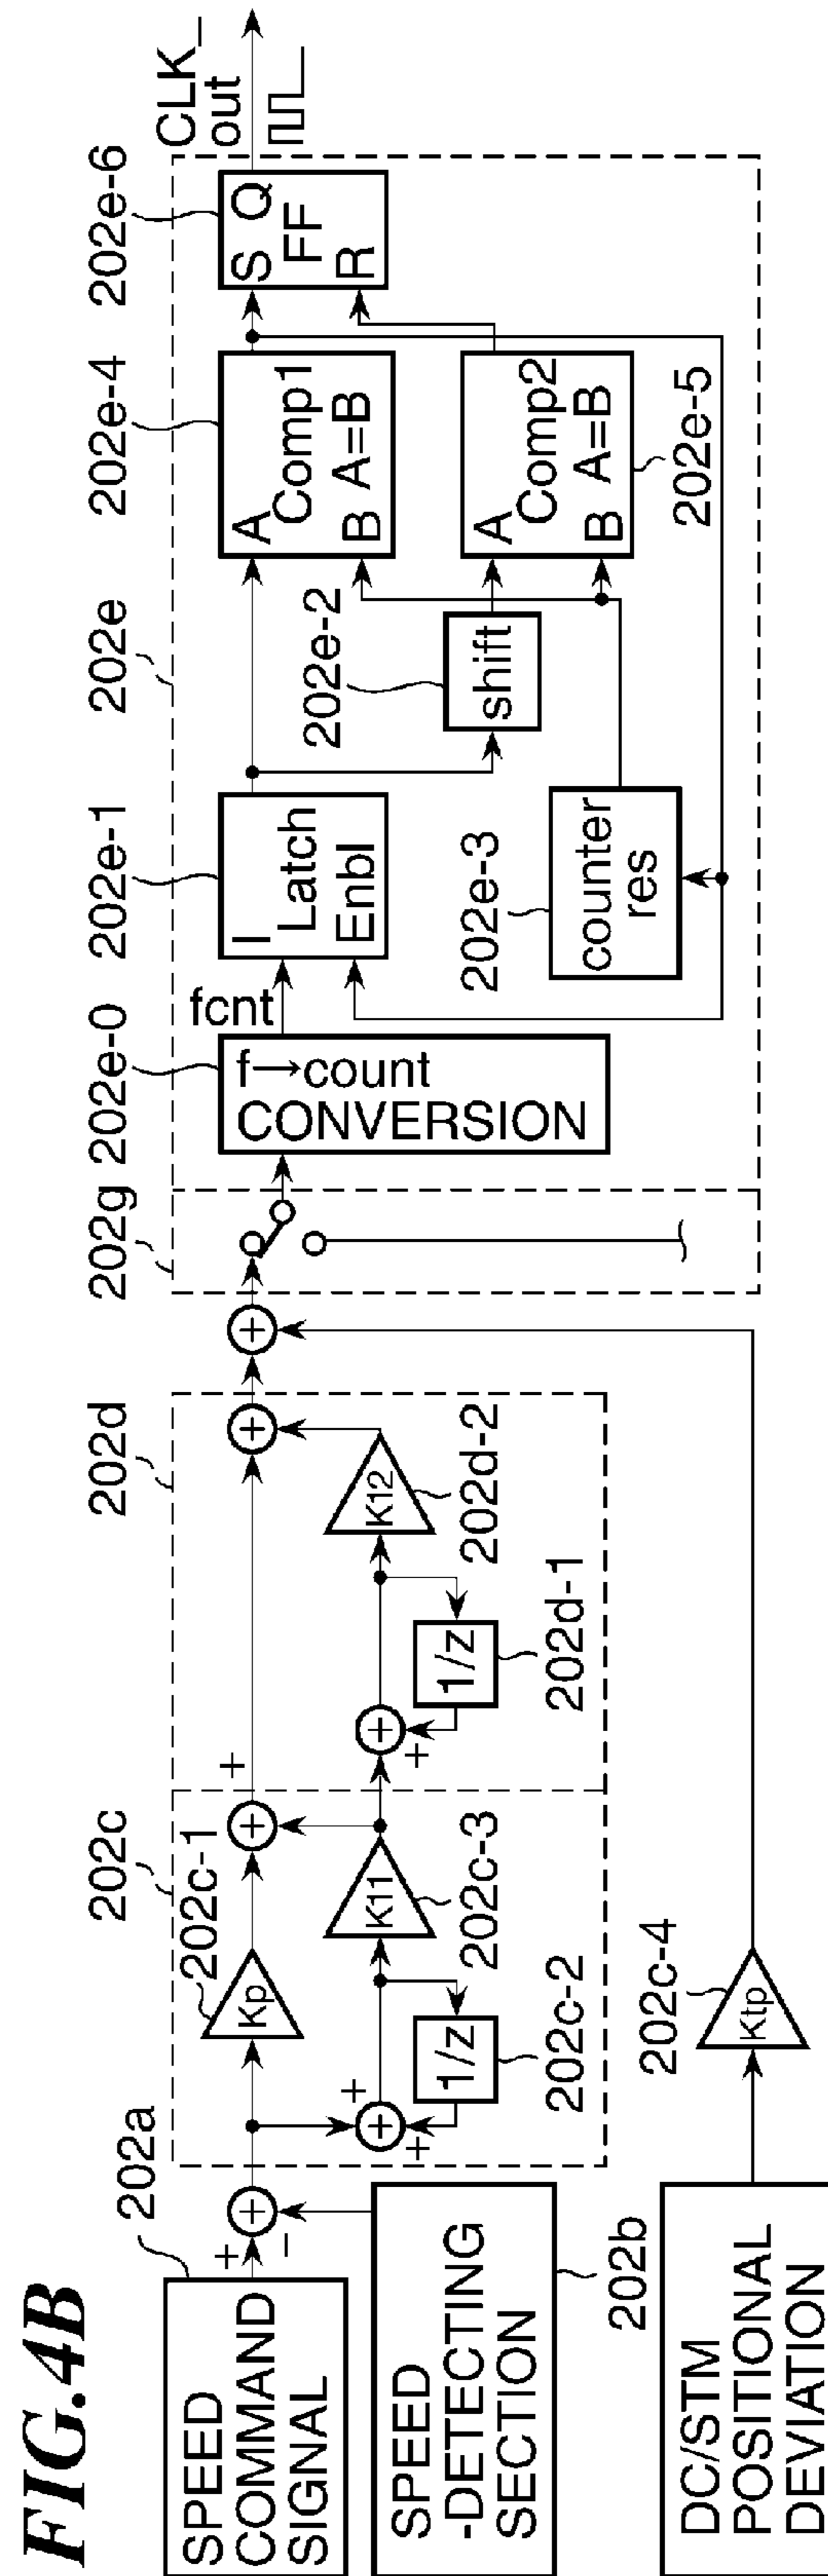 FIG.4B
SPEED
COMMAND
SIGNAL
202a
+
−
+
SPEED
-DETECTING
SECTION
202b
DC/STM
POSITIONAL
DEVIATION
202c
202c-1
Kp
+
+
+
+
1/z
202c-2
K11
202c-3
+
Ktp
202c-4
202d
+
+
+
1/z
202d-1
K12
202d-2
+
+
202g
202e
202e-0
f→count
CONVERSION
fcnt
202e-1
I
Latch
Enbl
202e-2
shift
202e-3
counter
res
202e-4
A
Comp1
B A=B
A
Comp2
B A=B
202e-5
202e-6
S Q
FF
R
CLK_
out